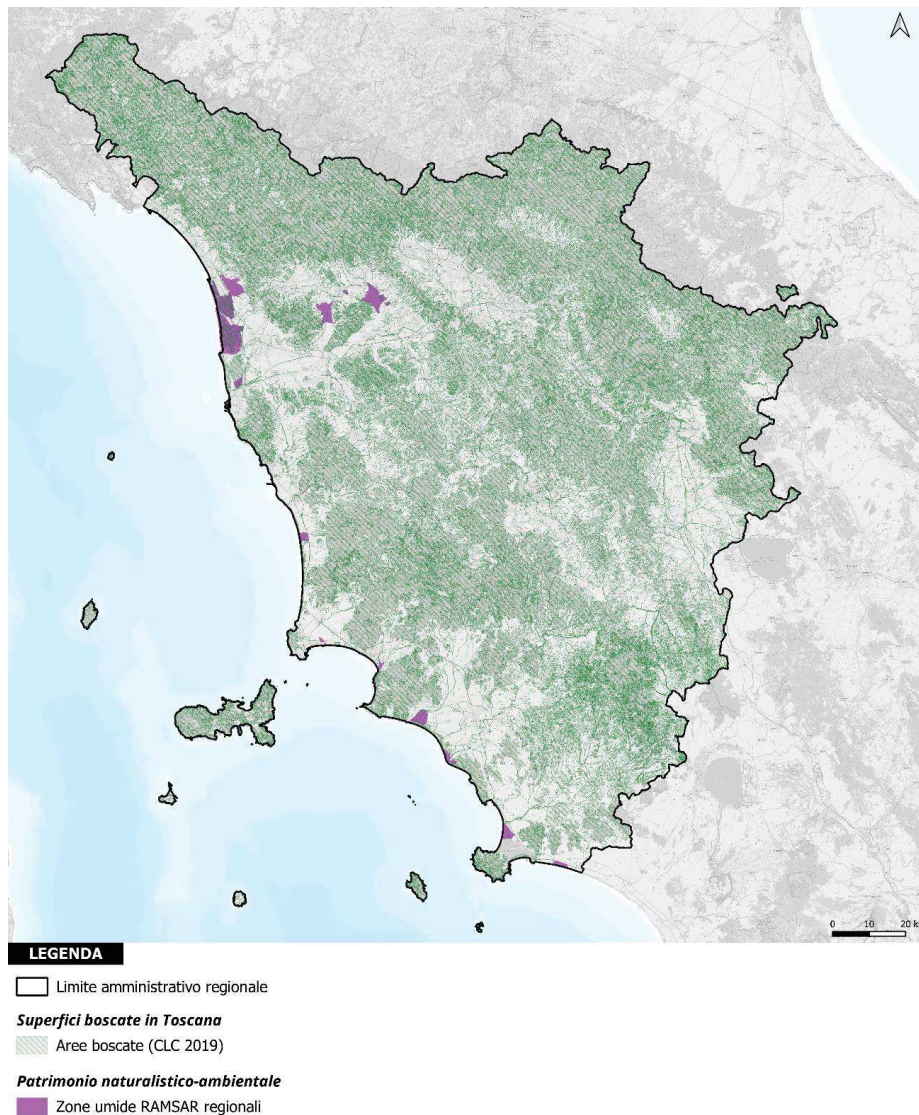 0 10 20 k
LEGENDA
Limite amministrativo regionale
Superfici boscate in Toscana
Aree boscate (CLC 2019)
Patrimonio naturalistico-ambientale
Zone umide RAMSAR regionali